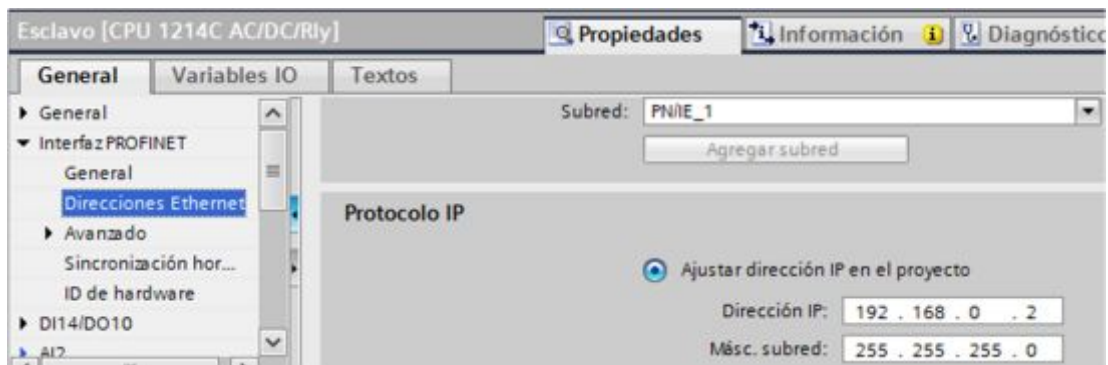 Esclavo [CPU 1214C AC/DC/Rly]
Propiedades
Información
Diagnóstico
General
Variables IO
Textos
General
Interfaz PROFINET
General
Direcciones Ethernet
Avanzado
Sincronización hor...
ID de hardware
DI14/DO10
AI2
Subred: PN/IE_1
Agregar subred
Protocolo IP
Ajustar dirección IP en el proyecto
Dirección IP: 192 . 168 . 0 . 2
Másc. subred: 255 . 255 . 255 . 0